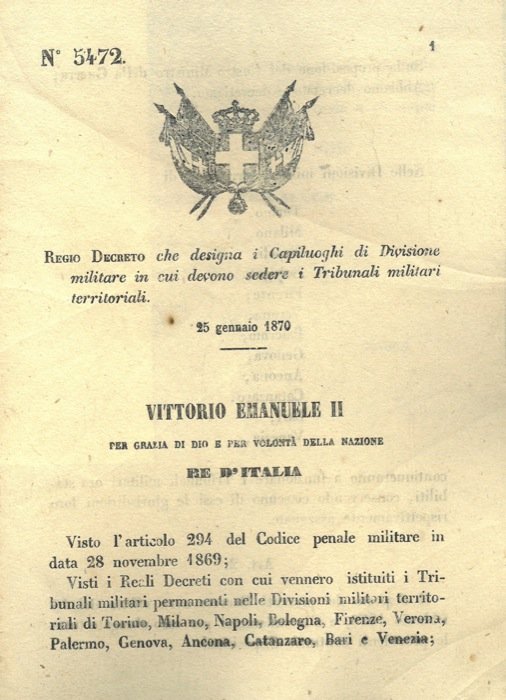 N° 5472.
1
REGIO DECRETO che designa i Capiluoghi di Divisione
militare in cui devono sedere i Tribunali militari
territoriali.
25 gennaio 1870
VITTORIO EMANUELE II
PER GRAZIA DI DIO E PER VOLONTÀ DELLA NAZIONE
RE D'ITALIA
Visto l'articolo 294 del Codice penale militare in
data 28 novembre 1869;
Visti i Reali Decreti con cui vennero istituiti i Tri-
bunali militari permanenti nelle Divisioni militari territo-
riali di Torino, Milano, Napoli, Bologna, Firenze, Verona,
Palermo, Genova, Ancona, Catanzaro, Bari e Venezia;